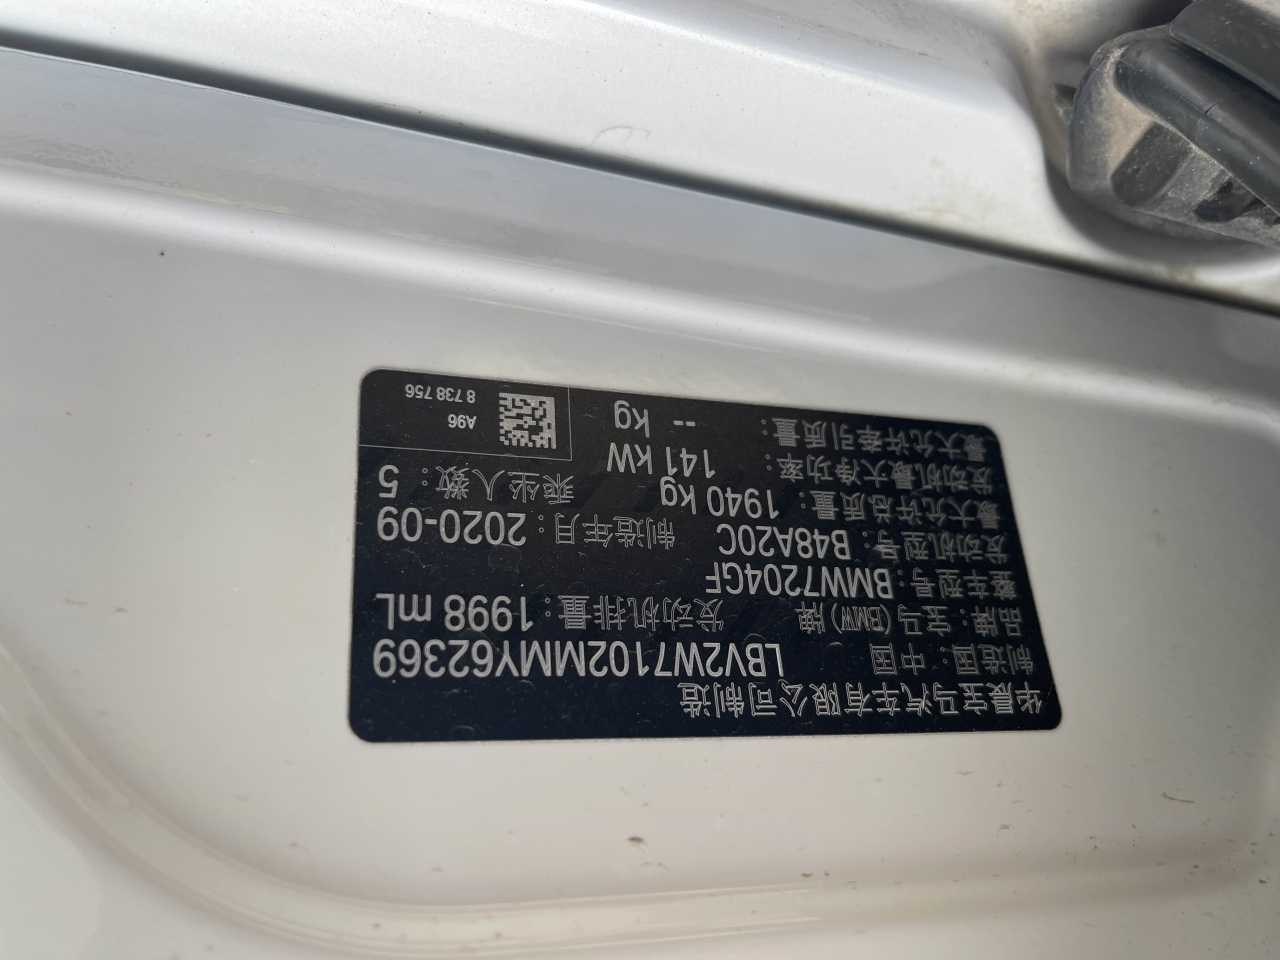 华晨宝马汽车有限公司制造
制造国：中国 LBV2W7102MMY62369
品牌：宝马(BMW)牌 发动机排量：1998 mL
整车型号：BMW7204GF
发动机型号：B48A20C 制造年月：2020-09
最大允许总质量：1940 kg 乘坐人数：5
发动机最大净功率：141 kW
最大允许牵引质量：-- kg
A96
8 738 756